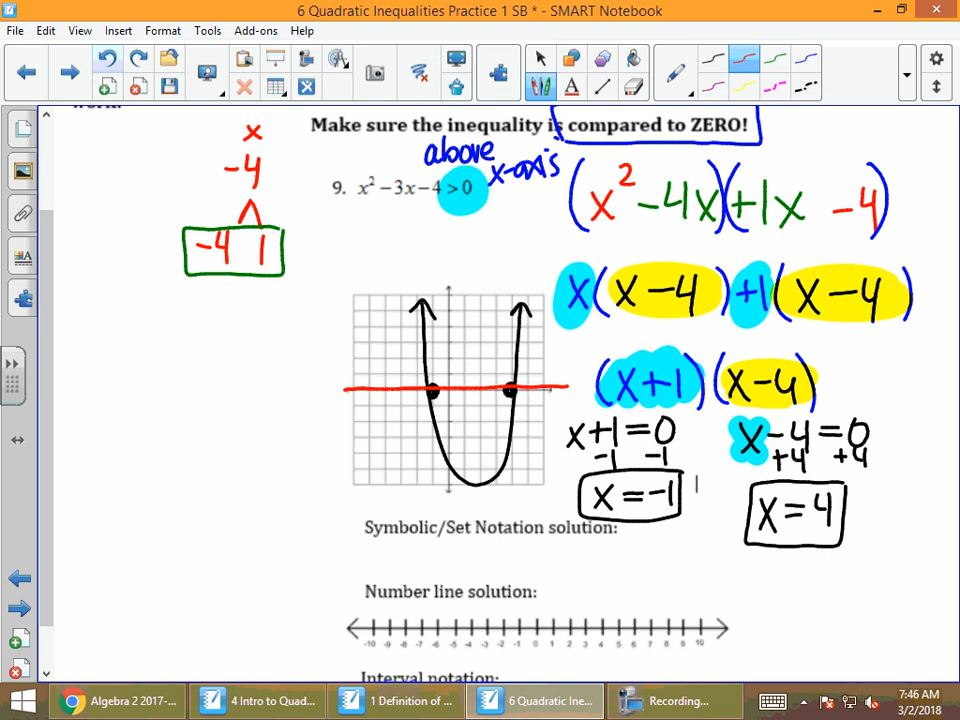 6 Quadratic Inequalities Practice 1 SB * - SMART Notebook
File Edit View Insert Format Tools Add-ons Help
Make sure the inequality is compared to ZERO!
x
-4
-4 1
above
x-axis
9. x² − 3x − 4 > 0
(x² -4x)(+1x -4)
x(x-4)+1(x-4)
(x+1)(x-4)
x+1=0 x-4=0
-1 -1 +4 +4
x=-1 x=4
Symbolic/Set Notation solution:
Number line solution:
-10 -9 -8 -7 -6 -5 -4 -3 -2 -1 0 1 2 3 4 5 6 7 8 9 10
Interval notation:
Algebra 2 2017-... 4 Intro to Quad... 1 Definition of ... 6 Quadratic Ine... Recording...
7:46 AM
3/2/2018